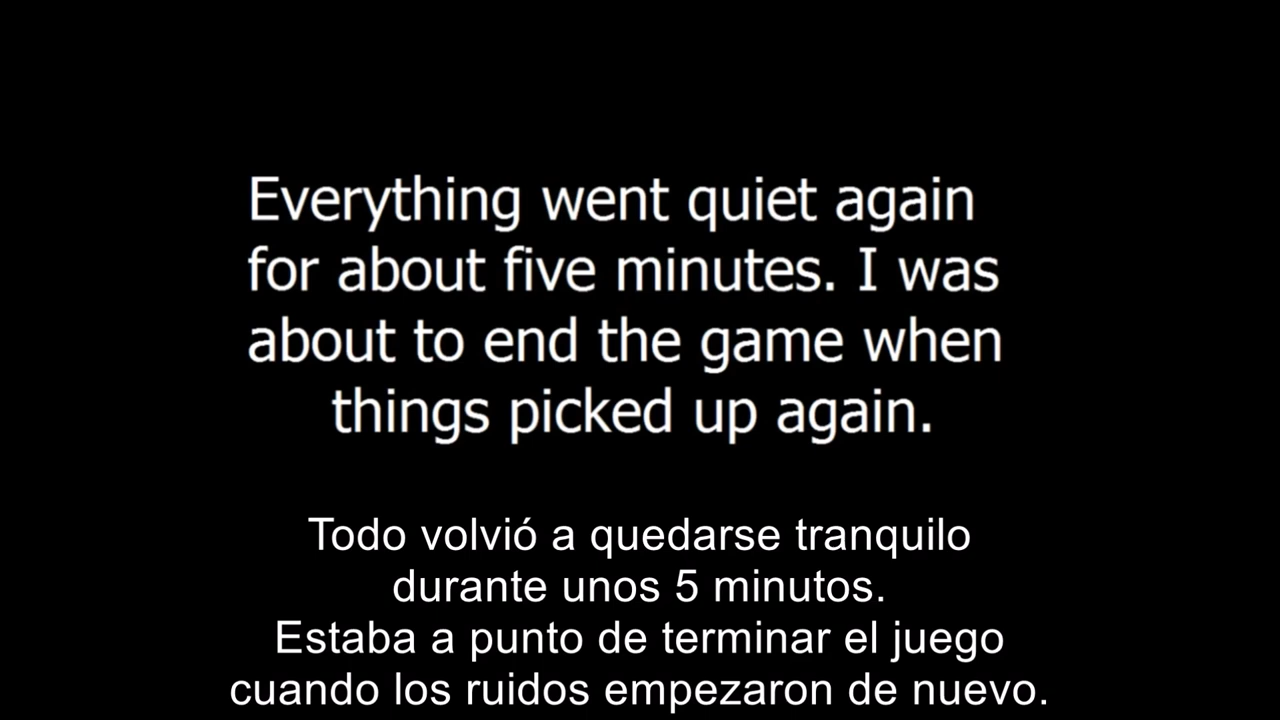 Everything went quiet again
for about five minutes. I was
about to end the game when
things picked up again.
Todo volvió a quedarse tranquilo
durante unos 5 minutos.
Estaba a punto de terminar el juego
cuando los ruidos empezaron de nuevo.